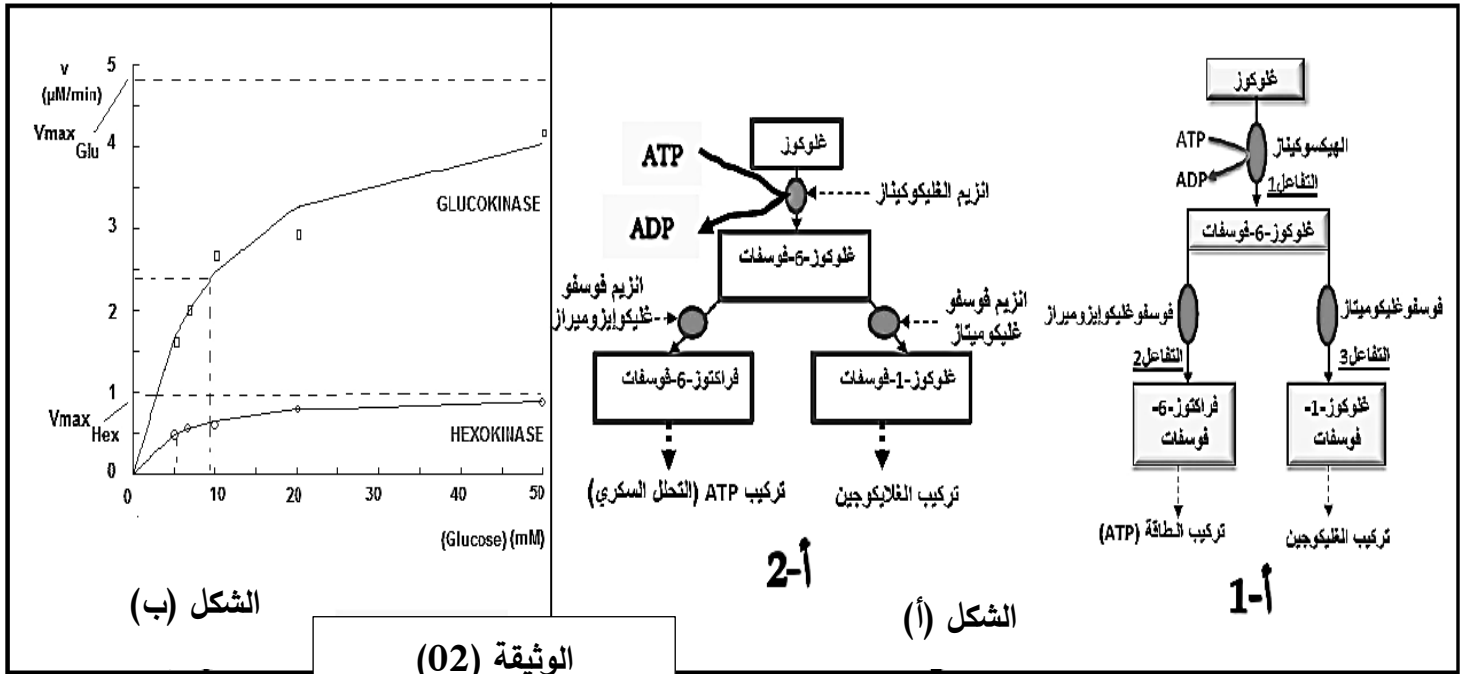 غلوكوز
ATP
ADP
الهيكسوكيناز
التفاعل1
غلوكوز-6-فوسفات
فوسفوغليكوميتاز
فوسفوغليكوإيزوميراز
التفاعل3
التفاعل2
غلوكوز-1-
فوسفات
فراكتوز-6-
فوسفات
تركيب الغليكوجين
تركيب الطاقة (ATP)
أ-1
غلوكوز
ATP
ADP
انزيم الغليكوكيناز
غلوكوز-6-فوسفات
انزيم فوسفو
غليكوميتاز
انزيم فوسفو
غليكوإيزوميراز
غلوكوز-1-فوسفات
فراكتوز-6-فوسفات
تركيب الغلايكوجين
تركيب ATP (التحلل السكري)
أ-2
الشكل (أ)
v
(µM/min)
Vmax
Glu
Vmax
Hex
5
4
3
2
1
0
GLUCOKINASE
HEXOKINASE
0 10 20 30 40 50
(Glucose) (mM)
الشكل (ب)
الوثيقة (02)